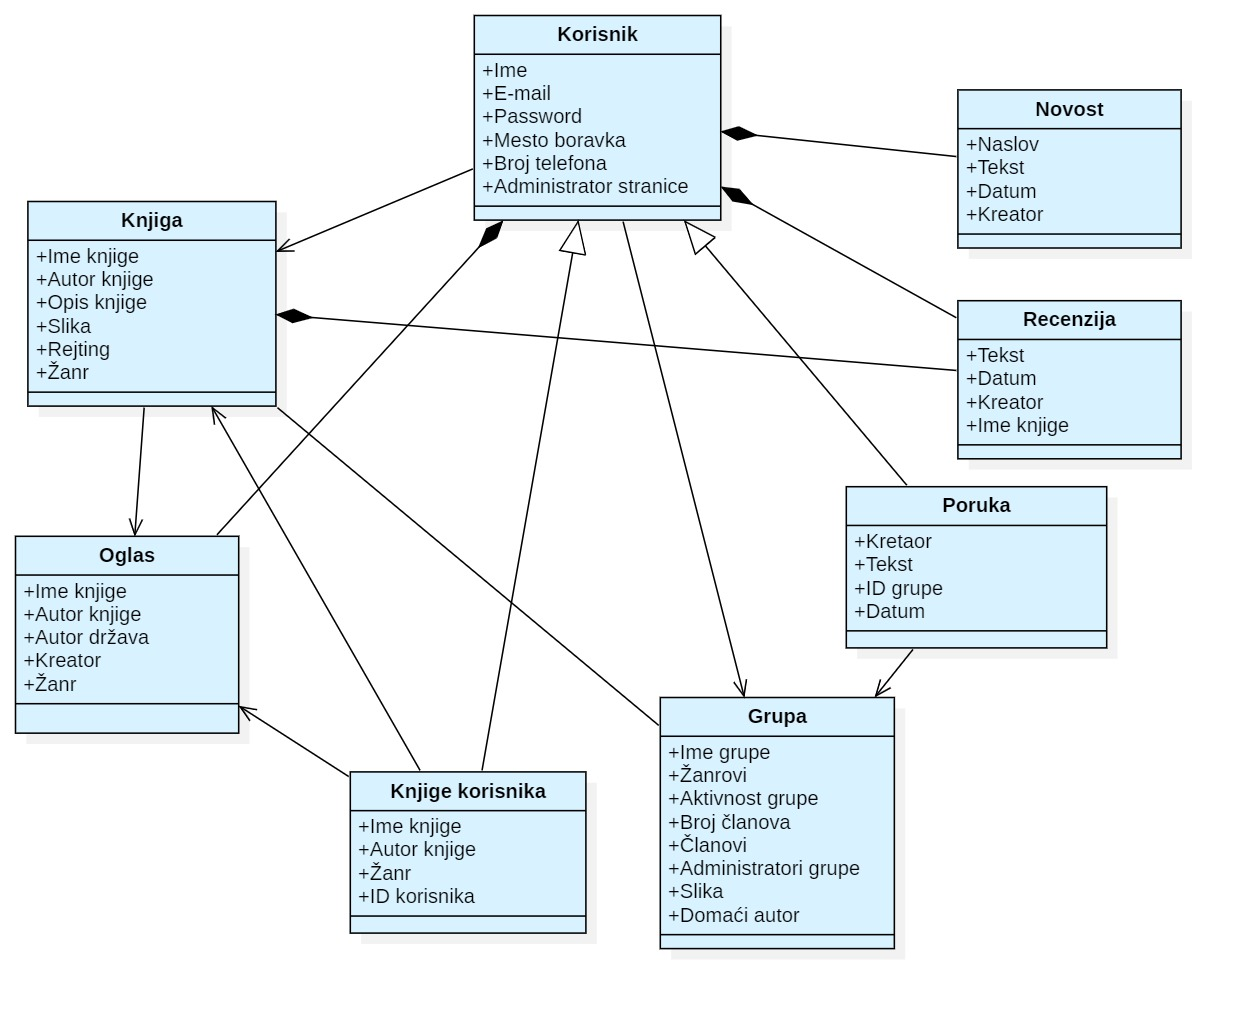 Korisnik
+Ime
+E-mail
+Password
+Mesto boravka
+Broj telefona
+Administrator stranice
Novost
+Naslov
+Tekst
+Datum
+Kreator
Knjiga
+Ime knjige
+Autor knjige
+Opis knjige
+Slika
+Rejting
+Žanr
Recenzija
+Tekst
+Datum
+Kreator
+Ime knjige
Poruka
+Kretaor
+Tekst
+ID grupe
+Datum
Oglas
+Ime knjige
+Autor knjige
+Autor država
+Kreator
+Žanr
Grupa
+Ime grupe
+Žanrovi
+Aktivnost grupe
+Broj članova
+Članovi
+Administratori grupe
+Slika
+Domaći autor
Knjige korisnika
+Ime knjige
+Autor knjige
+Žanr
+ID korisnika